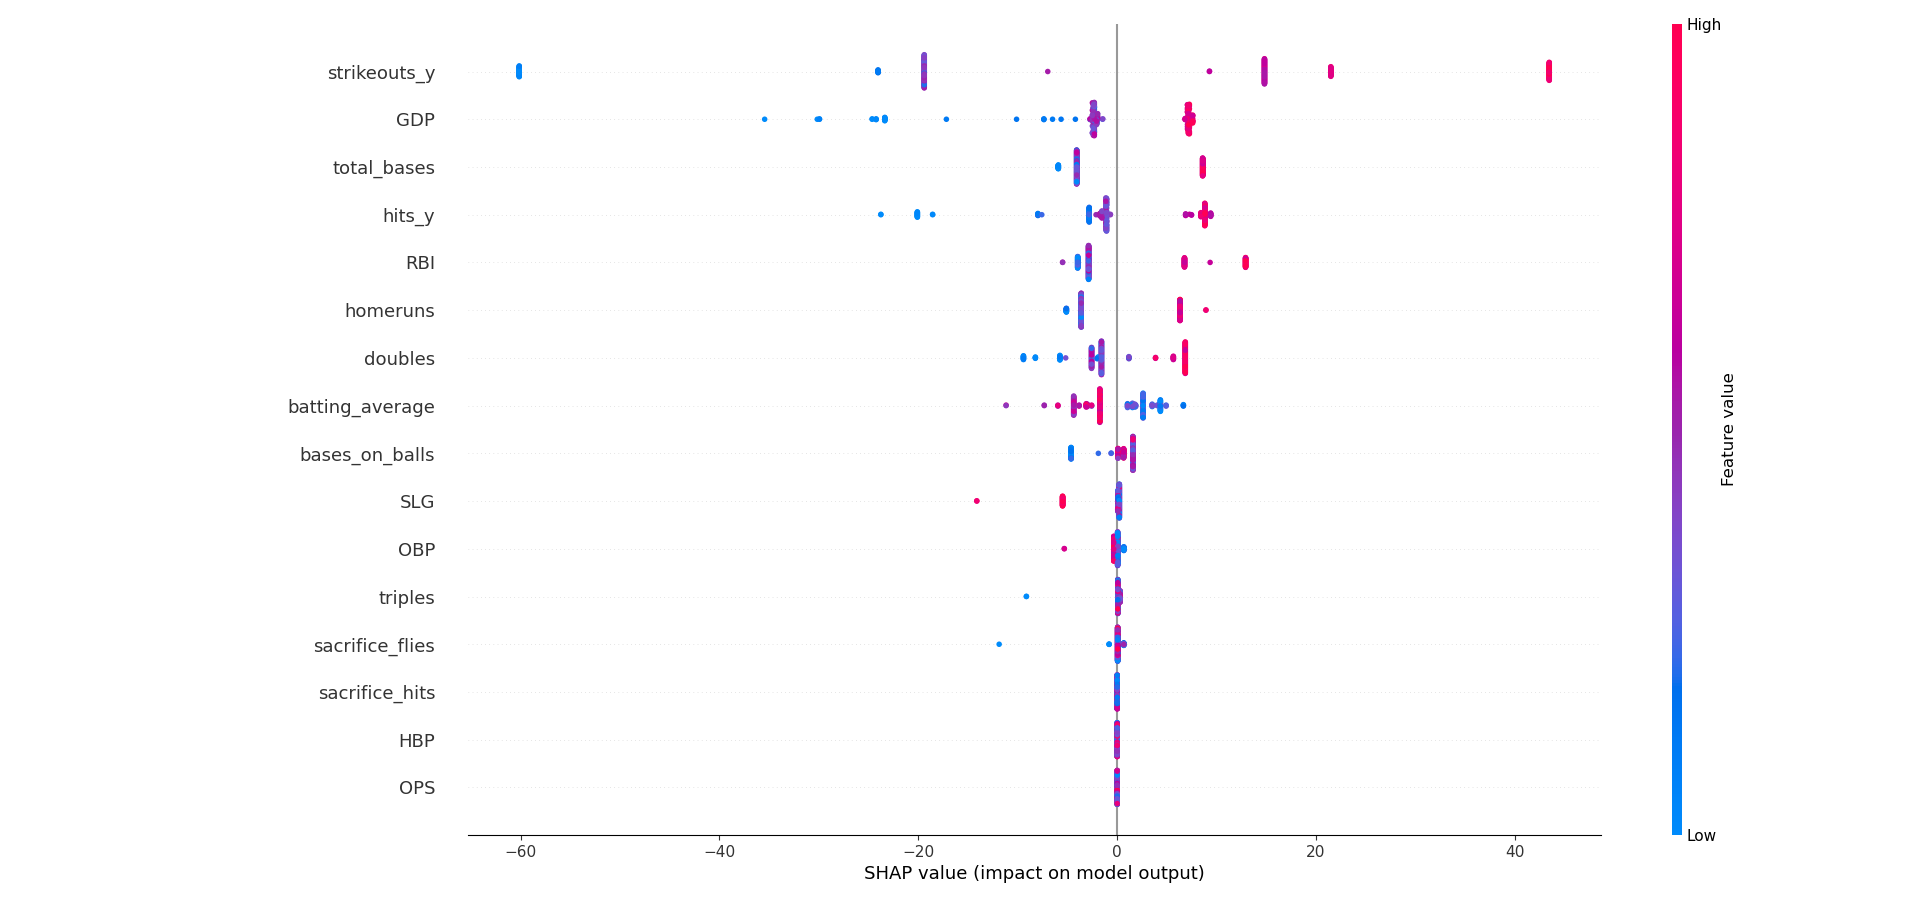 High
strikeouts_y
GDP
total_bases
hits_y
RBI
homeruns
doubles
batting_average
bases_on_balls
SLG
OBP
triples
sacrifice_flies
sacrifice_hits
HBP
OPS
Feature value
Low
−60 −40 −20 0 20 40
SHAP value (impact on model output)